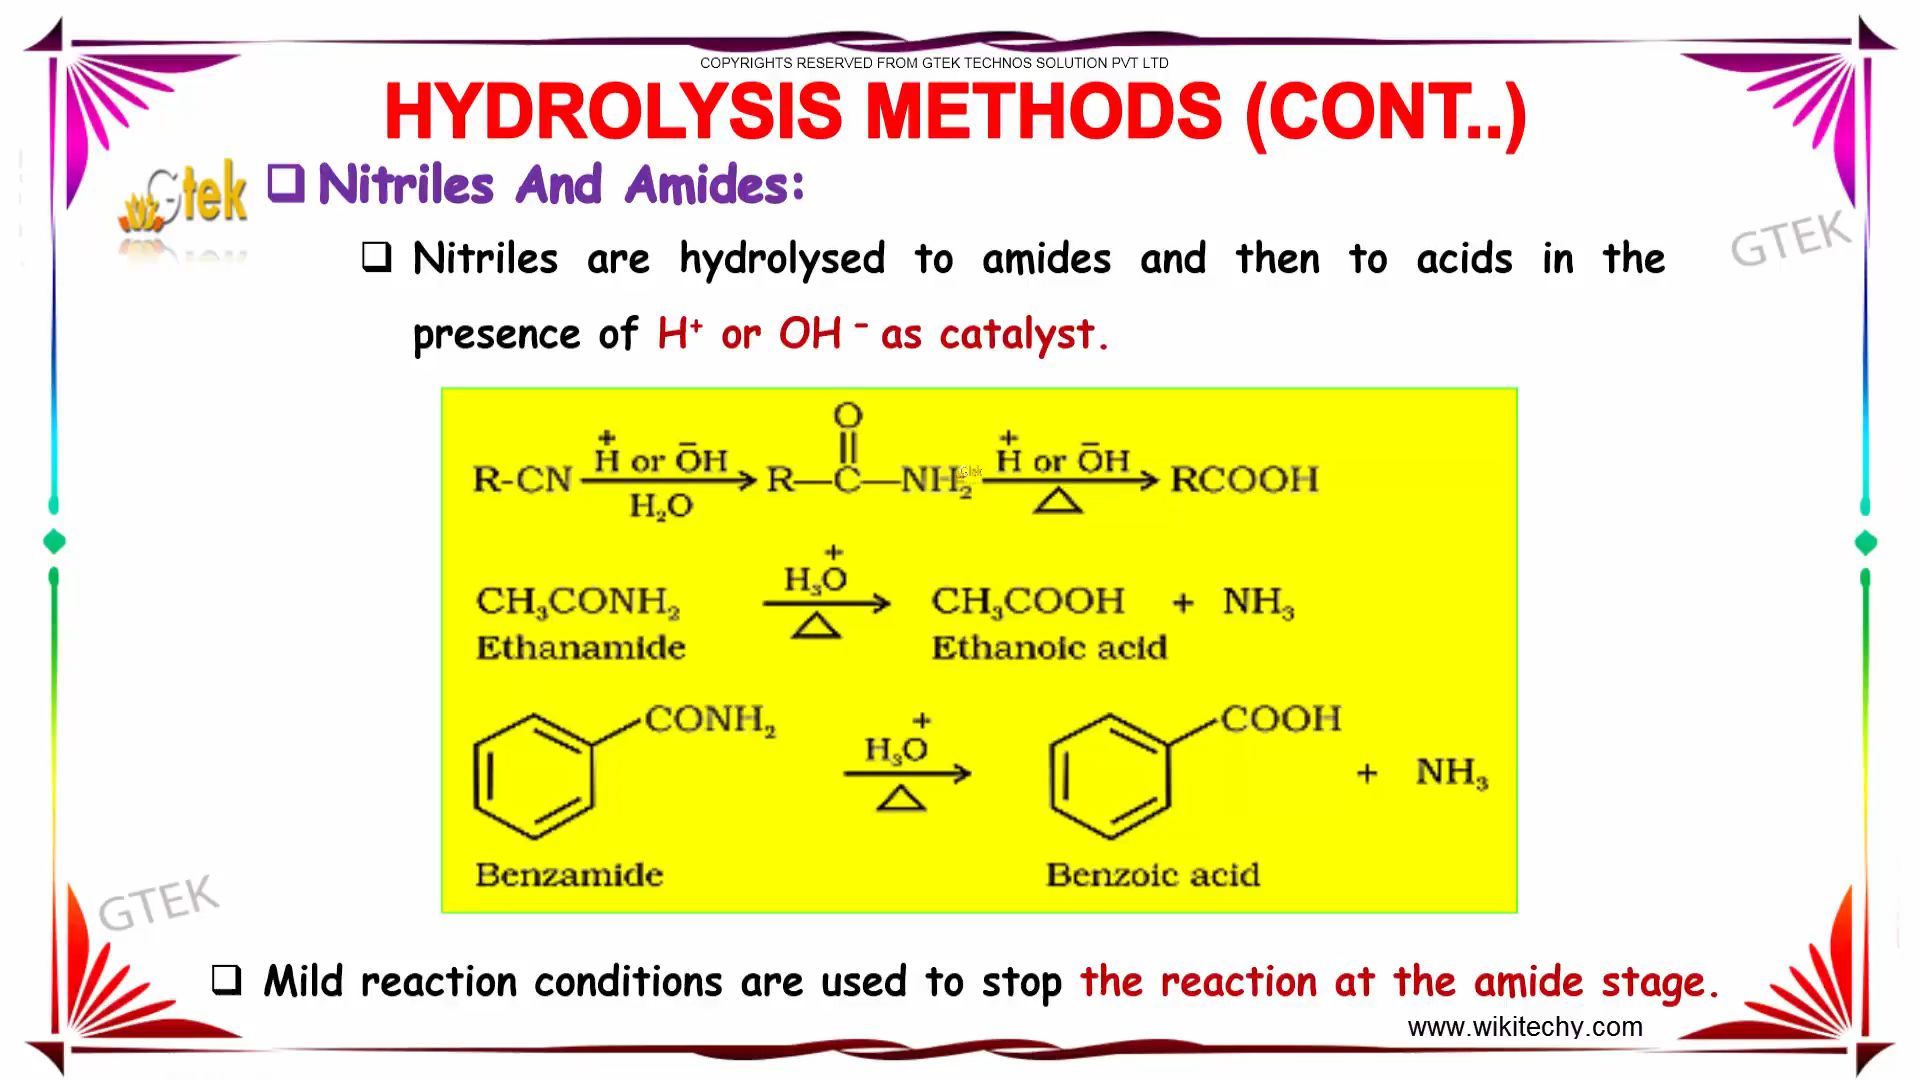 COPYRIGHTS RESERVED FROM GTEK TECHNOS SOLUTION PVT LTD
HYDROLYSIS METHODS (CONT..)
Gtek
❑ Nitriles And Amides:
GTEK
❑ Nitriles are hydrolysed to amides and then to acids in the
presence of H⁺ or OH ⁻ as catalyst.
O
H⁺ or O̅H H⁺ or O̅H
R-CN R—C—NH₂ RCOOH
H₂O △
H₃O⁺
CH₃CONH₂ CH₃COOH + NH₃
△
Ethanamide Ethanoic acid
CONH₂ COOH
H₃O⁺
+ NH₃
△
Benzamide Benzoic acid
GTEK
❑ Mild reaction conditions are used to stop the reaction at the amide stage.
www.wikitechy.com